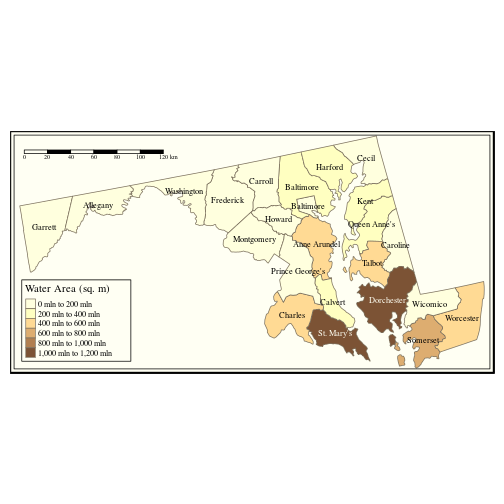 Cecil
Harford
Carroll
Baltimore
Washington
Frederick
Kent
Allegany
Baltimore
Garrett
Howard
Queen Anne's
Montgomery
Anne Arundel
Caroline
Talbot
Prince George's
Dorchester
Calvert
Wicomico
Charles
Worcester
St. Mary's
Somerset
0 20 40 60 80 100 120 km
Water Area (sq. m)
0 mln to 200 mln
200 mln to 400 mln
400 mln to 600 mln
600 mln to 800 mln
800 mln to 1,000 mln
1,000 mln to 1,200 mln